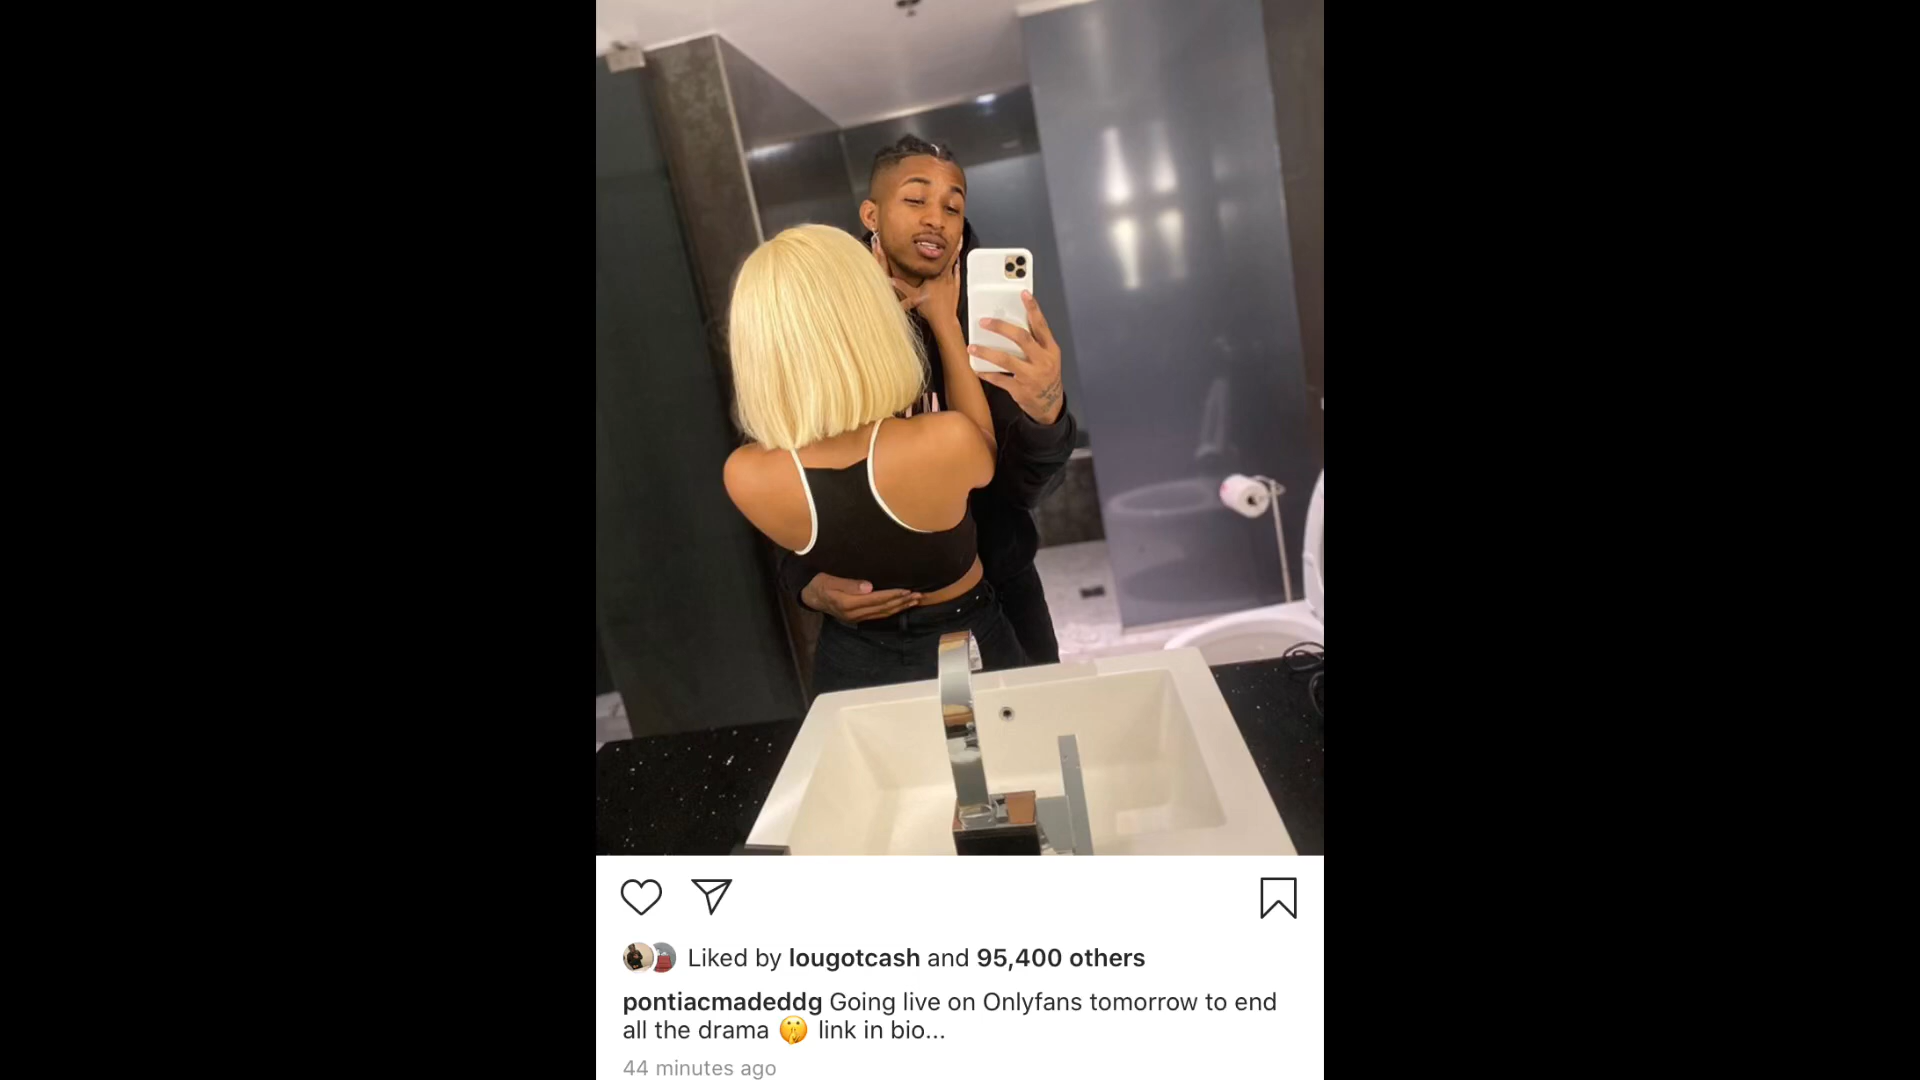 Liked by lougotcash and 95,400 others
pontiacmadeddg Going live on Onlyfans tomorrow to end
all the drama 🤫 link in bio...
44 minutes ago